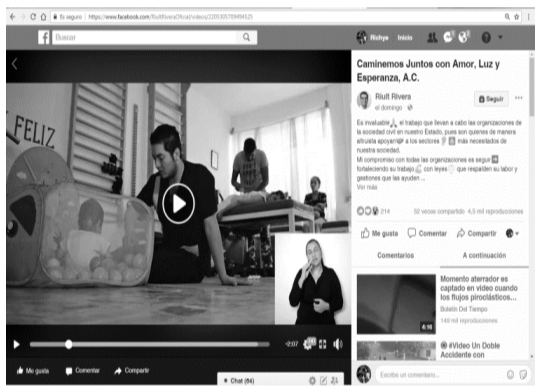 Es seguro | https://www.facebook.com/RiultRiveraOficial/videos/2205305709494525
Buscar
Richys Inicio
FELIZ
Caminemos Juntos con Amor, Luz y
Esperanza, A.C.
Riult Rivera
el domingo
Seguir
Es invaluable el trabajo que llevan a cabo las organizaciones de
la sociedad civil en nuestro Estado, pues son quienes de manera
altruista apoyan a los sectores más necesitados de
nuestra sociedad.
Mi compromiso con todas las organizaciones es seguir
fortaleciendo su trabajo con leyes que respalden su labor y
gestiones que las ayuden ...
Ver más
214
52 veces compartido 4,5 mil reproducciones
Me gusta Comentar Compartir
Comentarios A continuación
Momento aterrador es
captado en video cuando
los flujos piroclásticos...
Boletín Del Tiempo
148 mil reproducciones
6:16
#Video Un Doble
Accidente con
-2:07
Me gusta Comentar Compartir
Chat (64)
Escribe un comentario...